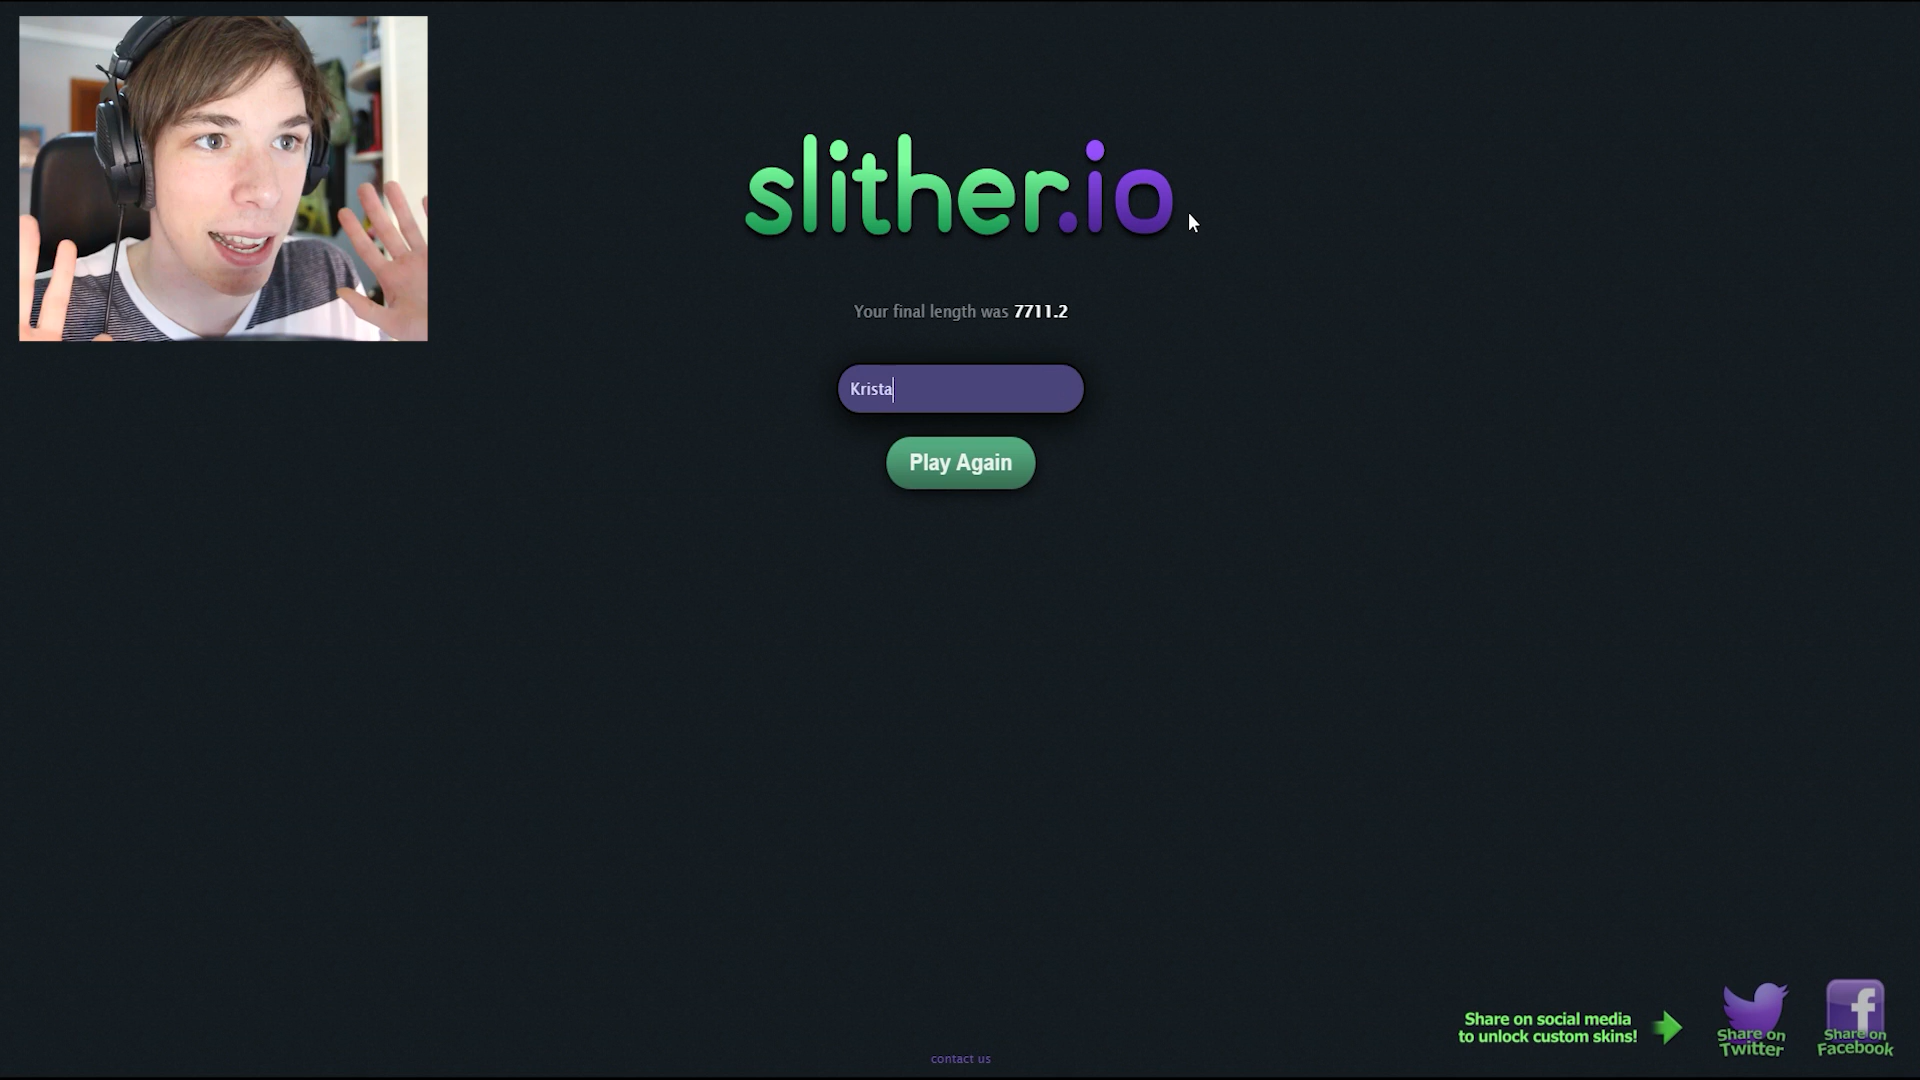 slither.io
Your final length was 7711.2
Krista
Play Again
Share on social media
to unlock custom skins!
Share on
Twitter
Share on
Facebook
contact us